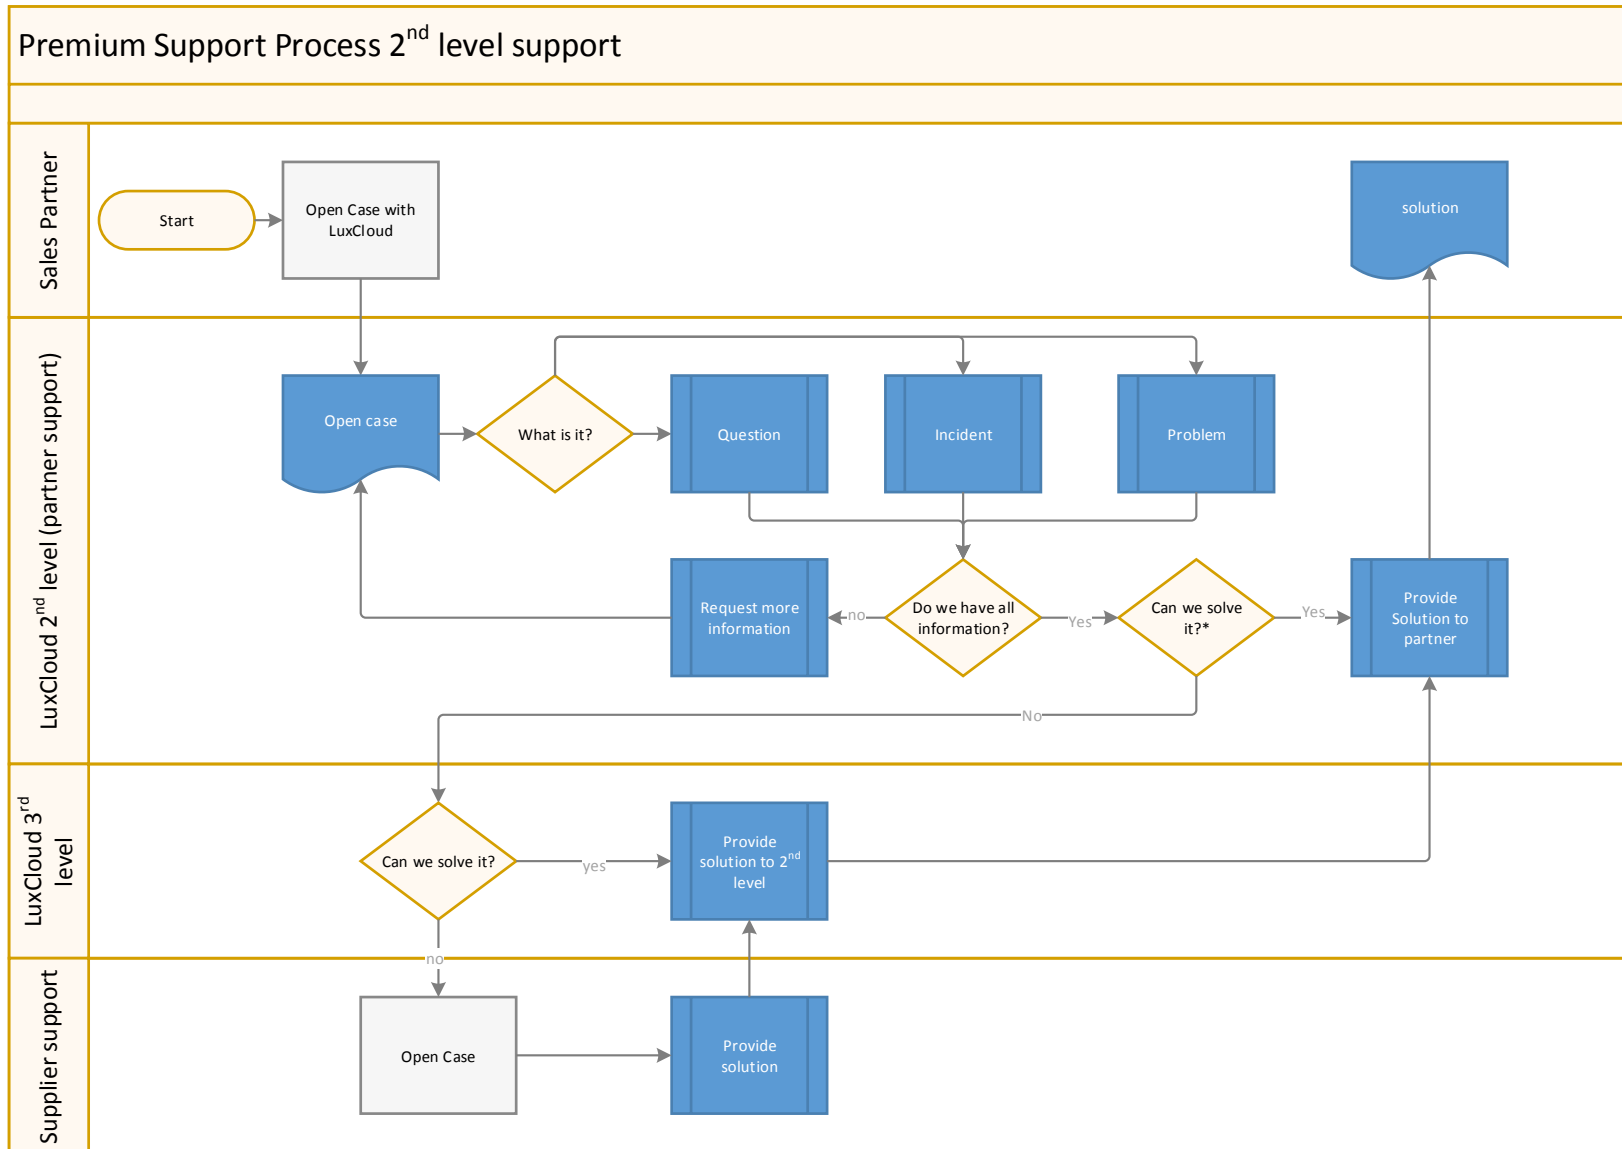 Premium Support Process 2nd level support
Sales Partner
Start
Open Case with
LuxCloud
solution
LuxCloud 2nd level (partner support)
Open case
What is it?
Question
Incident
Problem
Request more
information
no
Do we have all
information?
Yes
Can we solve
it?*
Yes
Provide
Solution to
partner
No
LuxCloud 3rd
level
Can we solve it?
yes
Provide
solution to 2nd
level
no
Supplier support
Open Case
Provide
solution